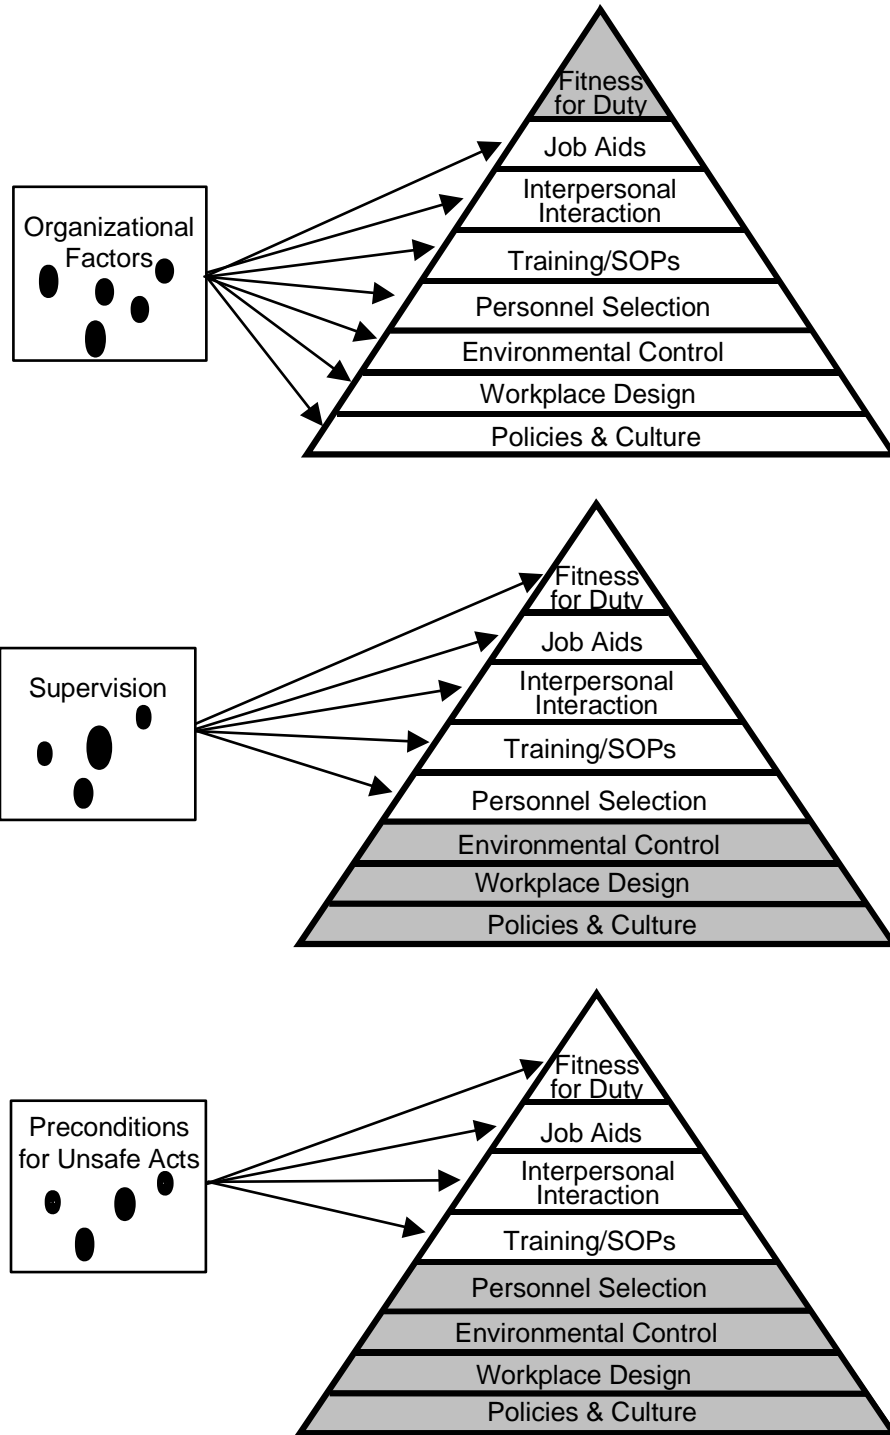 Fitness
for Duty
Job Aids
Interpersonal
Interaction
Organizational
Factors
Training/SOPs
Personnel Selection
Environmental Control
Workplace Design
Policies & Culture
Fitness
for Duty
Job Aids
Supervision
Interpersonal
Interaction
Training/SOPs
Personnel Selection
Environmental Control
Workplace Design
Policies & Culture
Fitness
for Duty
Preconditions
for Unsafe Acts
Job Aids
Interpersonal
Interaction
Training/SOPs
Personnel Selection
Environmental Control
Workplace Design
Policies & Culture